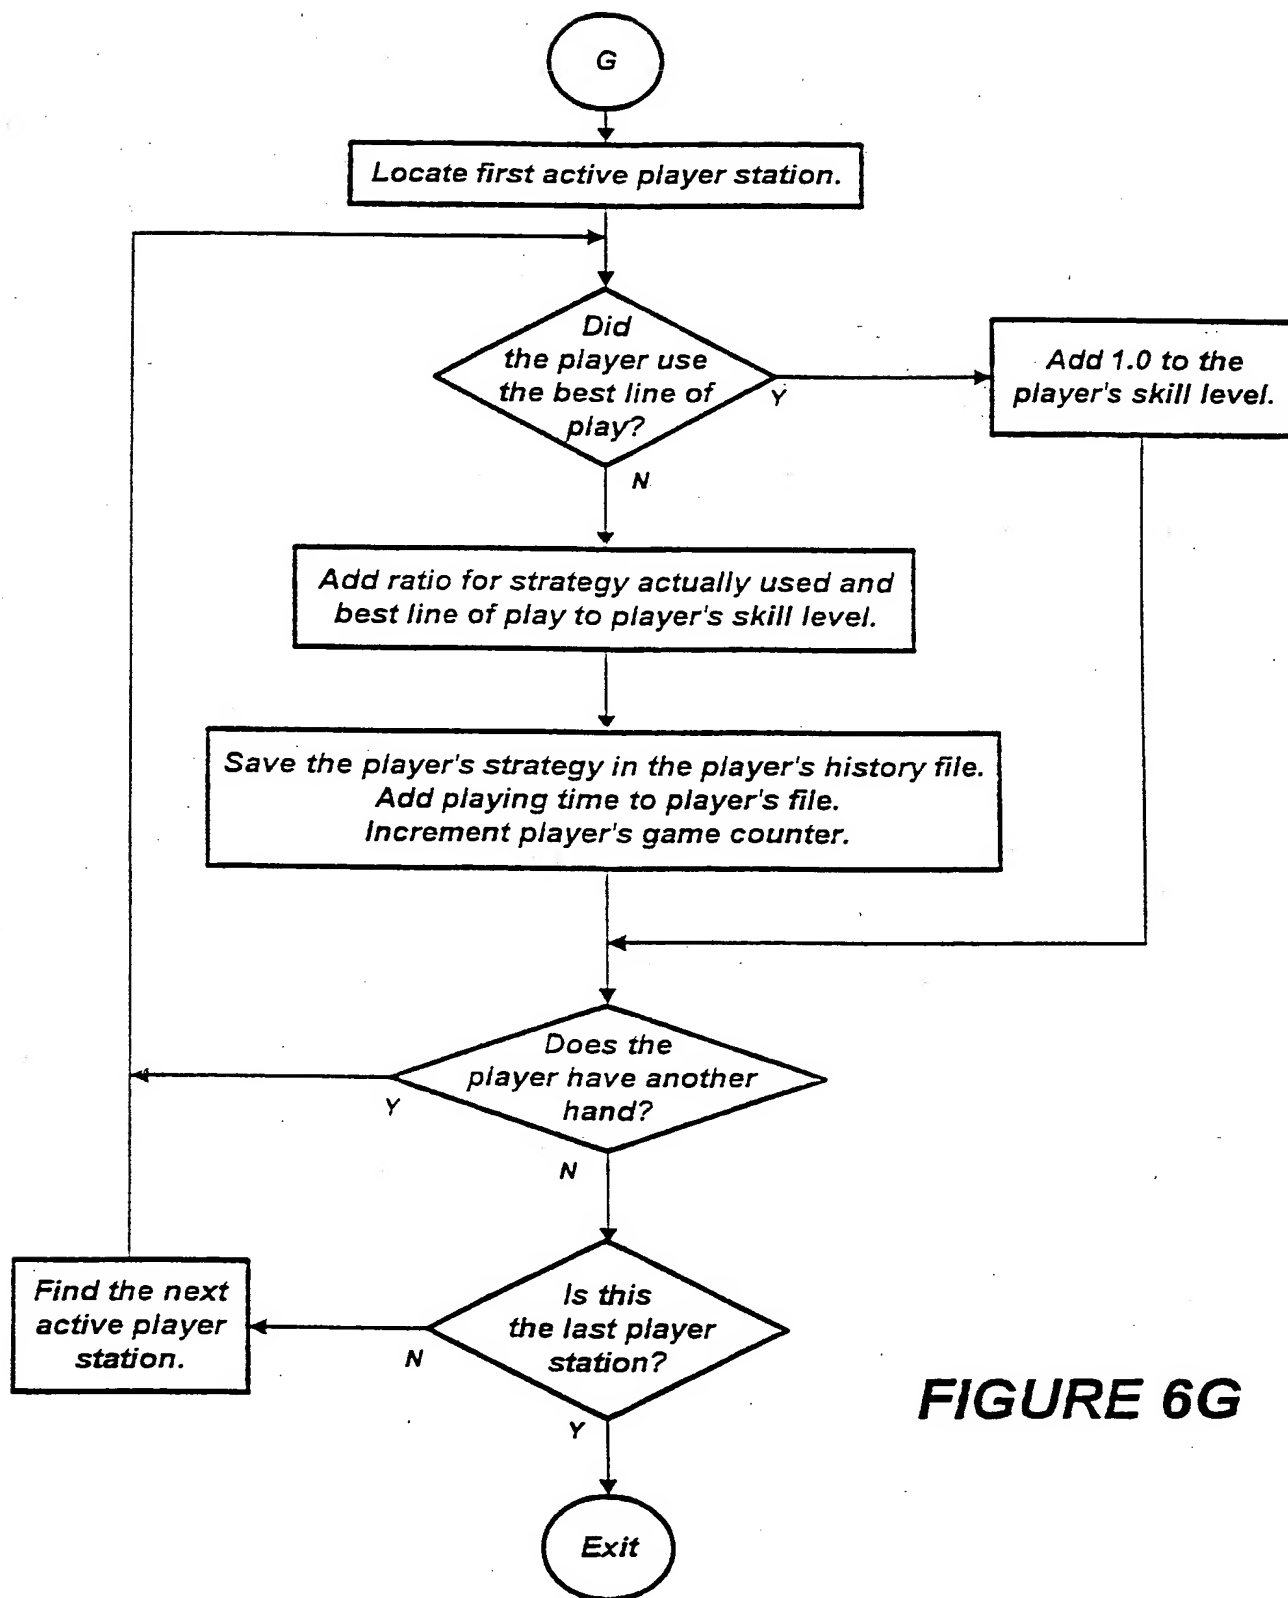 G
Locate first active player station.
Did
the player use
the best line of
play?
Y
Add 1.0 to the
player's skill level.
N
Add ratio for strategy actually used and
best line of play to player's skill level.
Save the player's strategy in the player's history file.
Add playing time to player's file.
Increment player's game counter.
Does the
player have another
hand?
Y
N
Is this
the last player
station?
N
Find the next
active player
station.
Y
Exit
FIGURE 6G